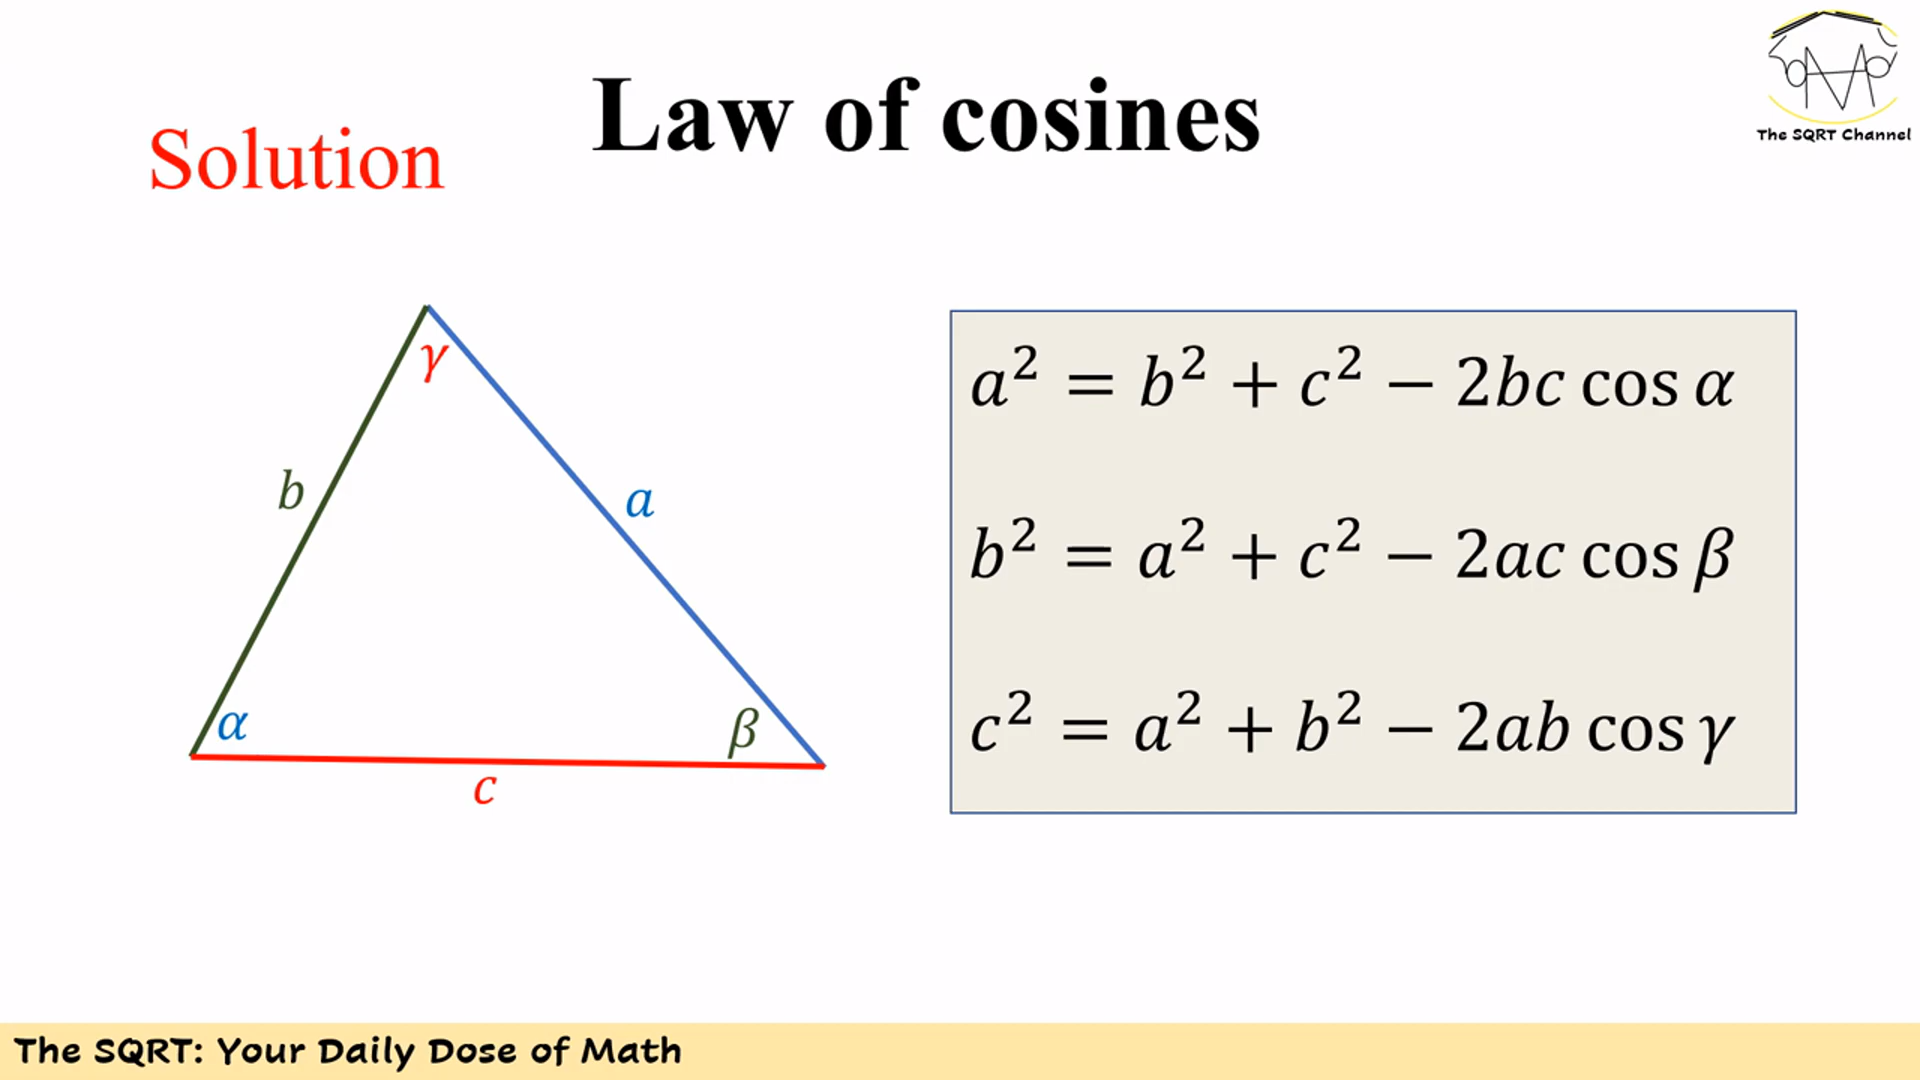 Law of cosines
Solution
The SQRT Channel
γ
b
a
α
β
c
a² = b² + c² − 2bc cos α
b² = a² + c² − 2ac cos β
c² = a² + b² − 2ab cos γ
The SQRT: Your Daily Dose of Math